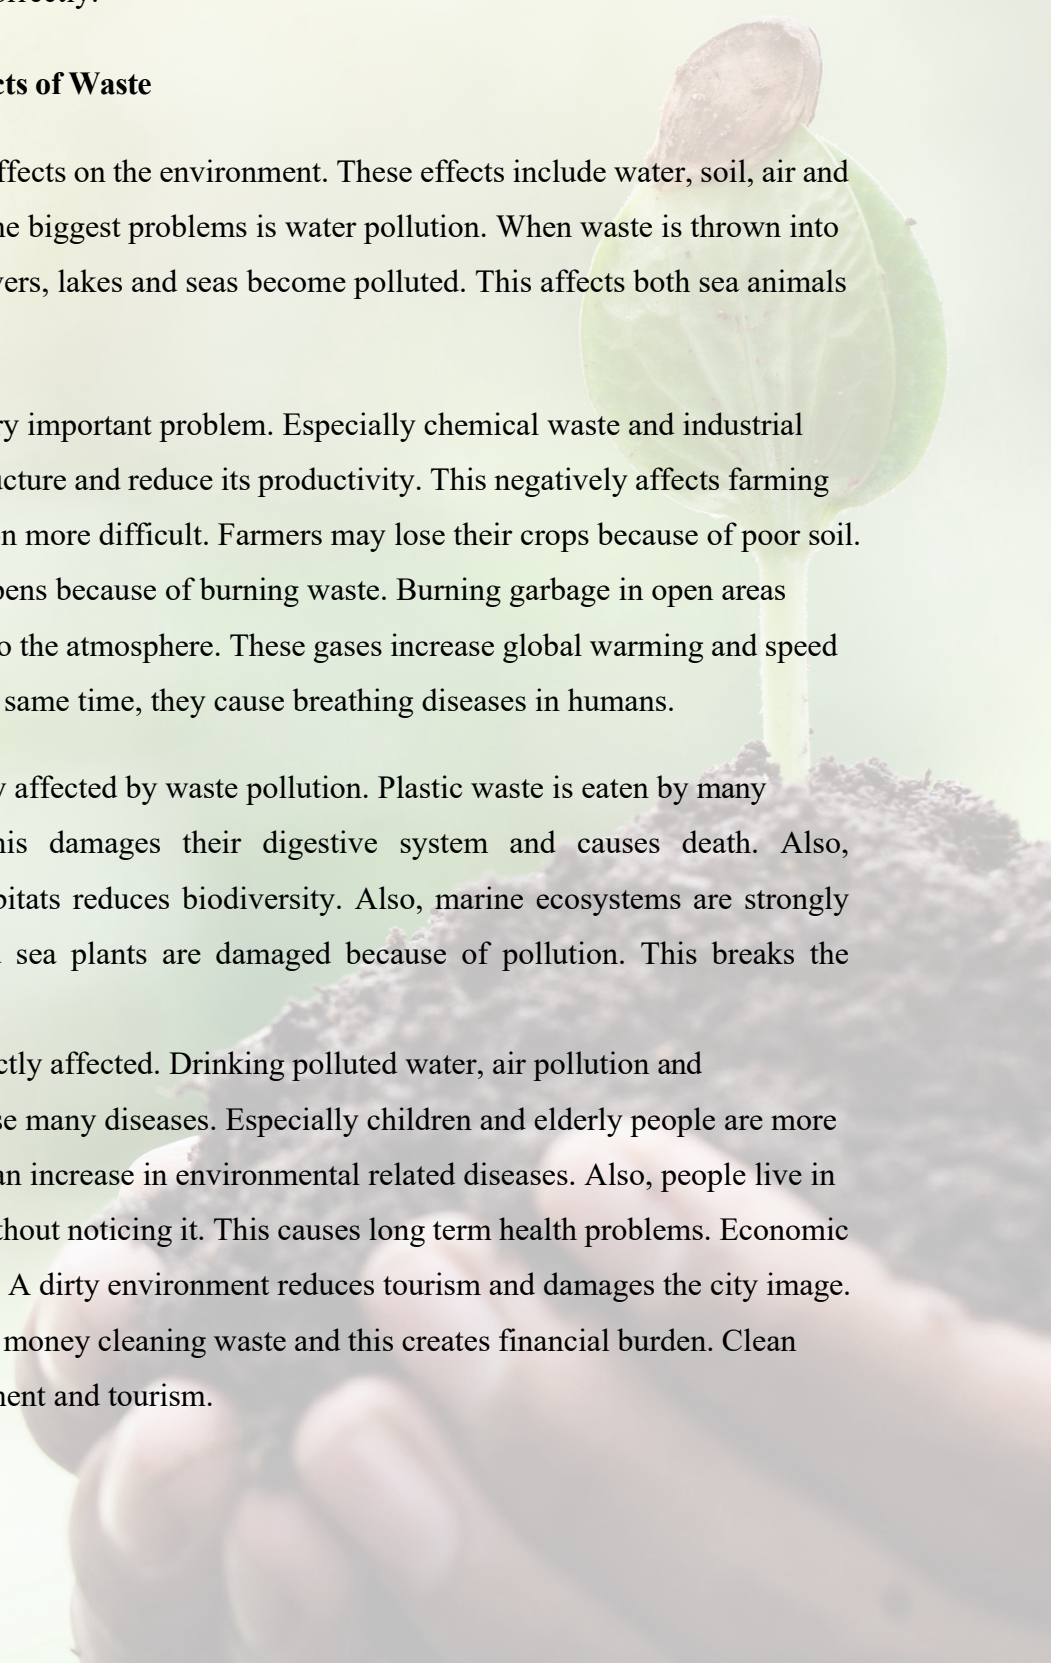 cts of Waste
ffects on the environment. These effects include water, soil, air and
he biggest problems is water pollution. When waste is thrown into
vers, lakes and seas become polluted. This affects both sea animals
ry important problem. Especially chemical waste and industrial
ucture and reduce its productivity. This negatively affects farming
on more difficult. Farmers may lose their crops because of poor soil.
pens because of burning waste. Burning garbage in open areas
o the atmosphere. These gases increase global warming and speed
same time, they cause breathing diseases in humans.
y affected by waste pollution. Plastic waste is eaten by many
his damages their digestive system and causes death. Also,
bitats reduces biodiversity. Also, marine ecosystems are strongly
sea plants are damaged because of pollution. This breaks the
ctly affected. Drinking polluted water, air pollution and
se many diseases. Especially children and elderly people are more
an increase in environmental related diseases. Also, people live in
thout noticing it. This causes long term health problems. Economic
A dirty environment reduces tourism and damages the city image.
money cleaning waste and this creates financial burden. Clean
ment and tourism.